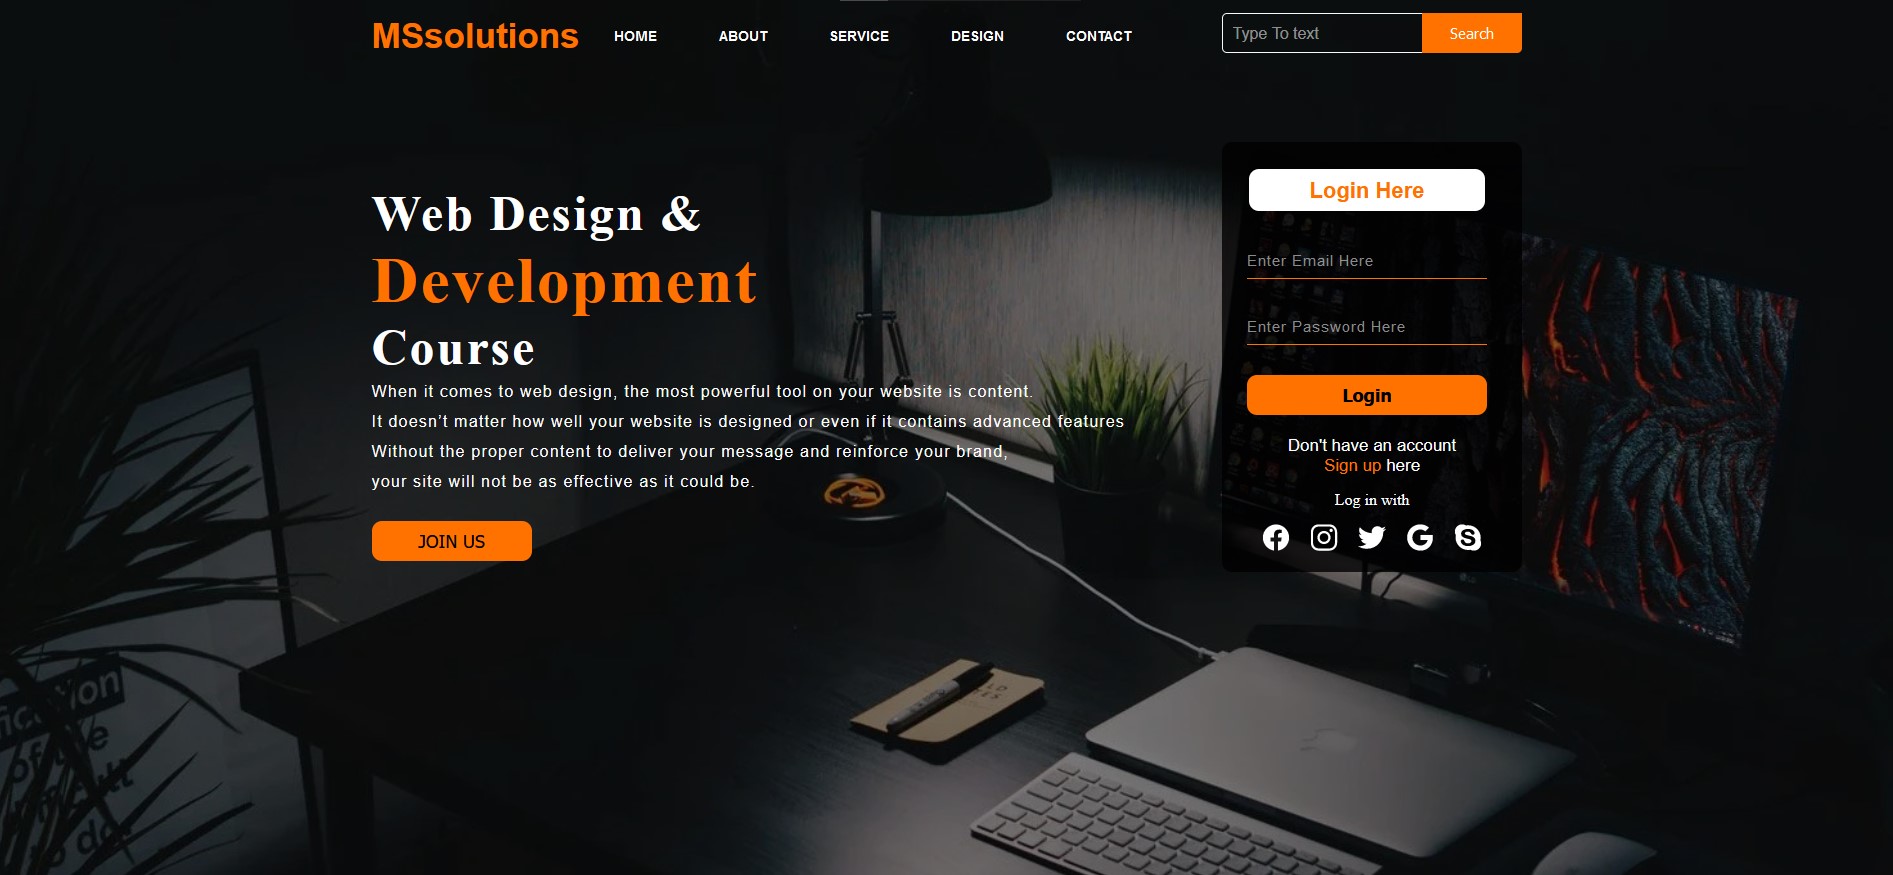 MSsolutions
HOME
ABOUT
SERVICE
DESIGN
CONTACT
Type To text
Search
Web Design &
Development
Course
When it comes to web design, the most powerful tool on your website is content.
It doesn’t matter how well your website is designed or even if it contains advanced features
Without the proper content to deliver your message and reinforce your brand,
your site will not be as effective as it could be.
JOIN US
Login Here
Enter Email Here
Enter Password Here
Login
Don't have an account
Sign up here
Log in with